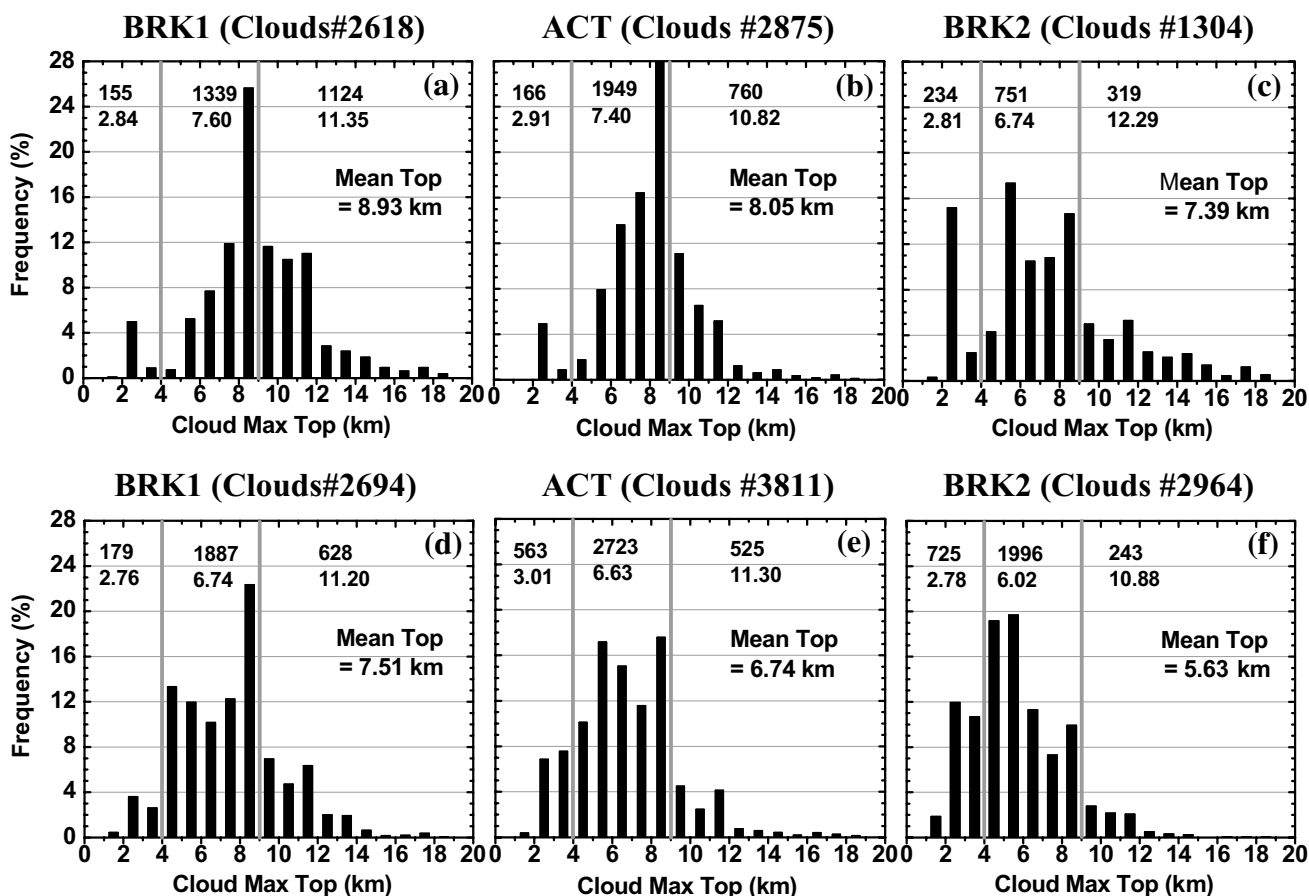 BRK1 (Clouds#2618)
ACT (Clouds #2875)
BRK2 (Clouds #1304)
28
24
20
16
12
8
4
0
Frequency (%)
155
2.84
1339
7.60
1124
11.35
(a)
Mean Top
= 8.93 km
0 2 4 6 8 10 12 14 16 18 20
Cloud Max Top (km)
166
2.91
1949
7.40
760
10.82
(b)
Mean Top
= 8.05 km
0 2 4 6 8 10 12 14 16 18 20
Cloud Max Top (km)
234
2.81
751
6.74
319
12.29
(c)
Mean Top
= 7.39 km
0 2 4 6 8 10 12 14 16 18 20
Cloud Max Top (km)
BRK1 (Clouds#2694)
ACT (Clouds #3811)
BRK2 (Clouds #2964)
28
24
20
16
12
8
4
0
Frequency (%)
179
2.76
1887
6.74
628
11.20
(d)
Mean Top
= 7.51 km
0 2 4 6 8 10 12 14 16 18 20
Cloud Max Top (km)
563
3.01
2723
6.63
525
11.30
(e)
Mean Top
= 6.74 km
0 2 4 6 8 10 12 14 16 18 20
Cloud Max Top (km)
725
2.78
1996
6.02
243
10.88
(f)
Mean Top
= 5.63 km
0 2 4 6 8 10 12 14 16 18 20
Cloud Max Top (km)